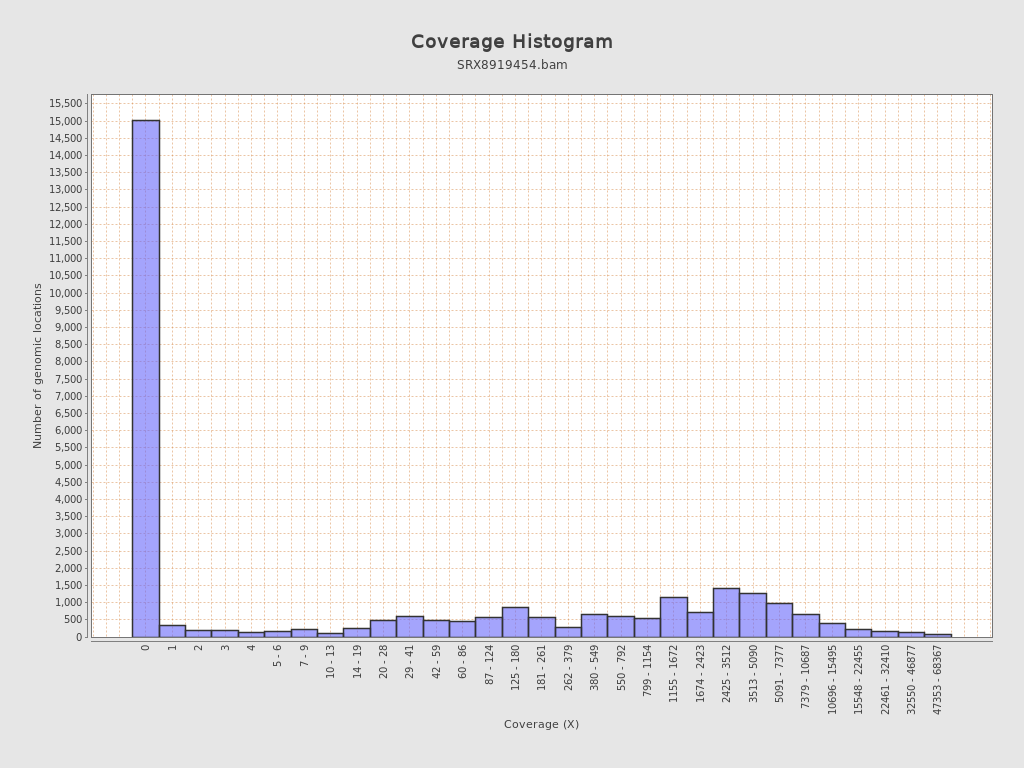 Coverage Histogram
SRX8919454.bam
15,500
15,000
14,500
14,000
13,500
13,000
12,500
12,000
11,500
11,000
10,500
10,000
9,500
9,000
8,500
8,000
7,500
7,000
6,500
6,000
5,500
5,000
4,500
4,000
3,500
3,000
2,500
2,000
1,500
1,000
500
0
Number of genomic locations
0
1
2
3
4
5 - 6
7 - 9
10 - 13
14 - 19
20 - 28
29 - 41
42 - 59
60 - 86
87 - 124
125 - 180
181 - 261
262 - 379
380 - 549
550 - 792
799 - 1154
1155 - 1672
1674 - 2423
2425 - 3512
3513 - 5090
5091 - 7377
7379 - 10687
10696 - 15495
15548 - 22455
22461 - 32410
32550 - 46877
47353 - 68367
Coverage (X)